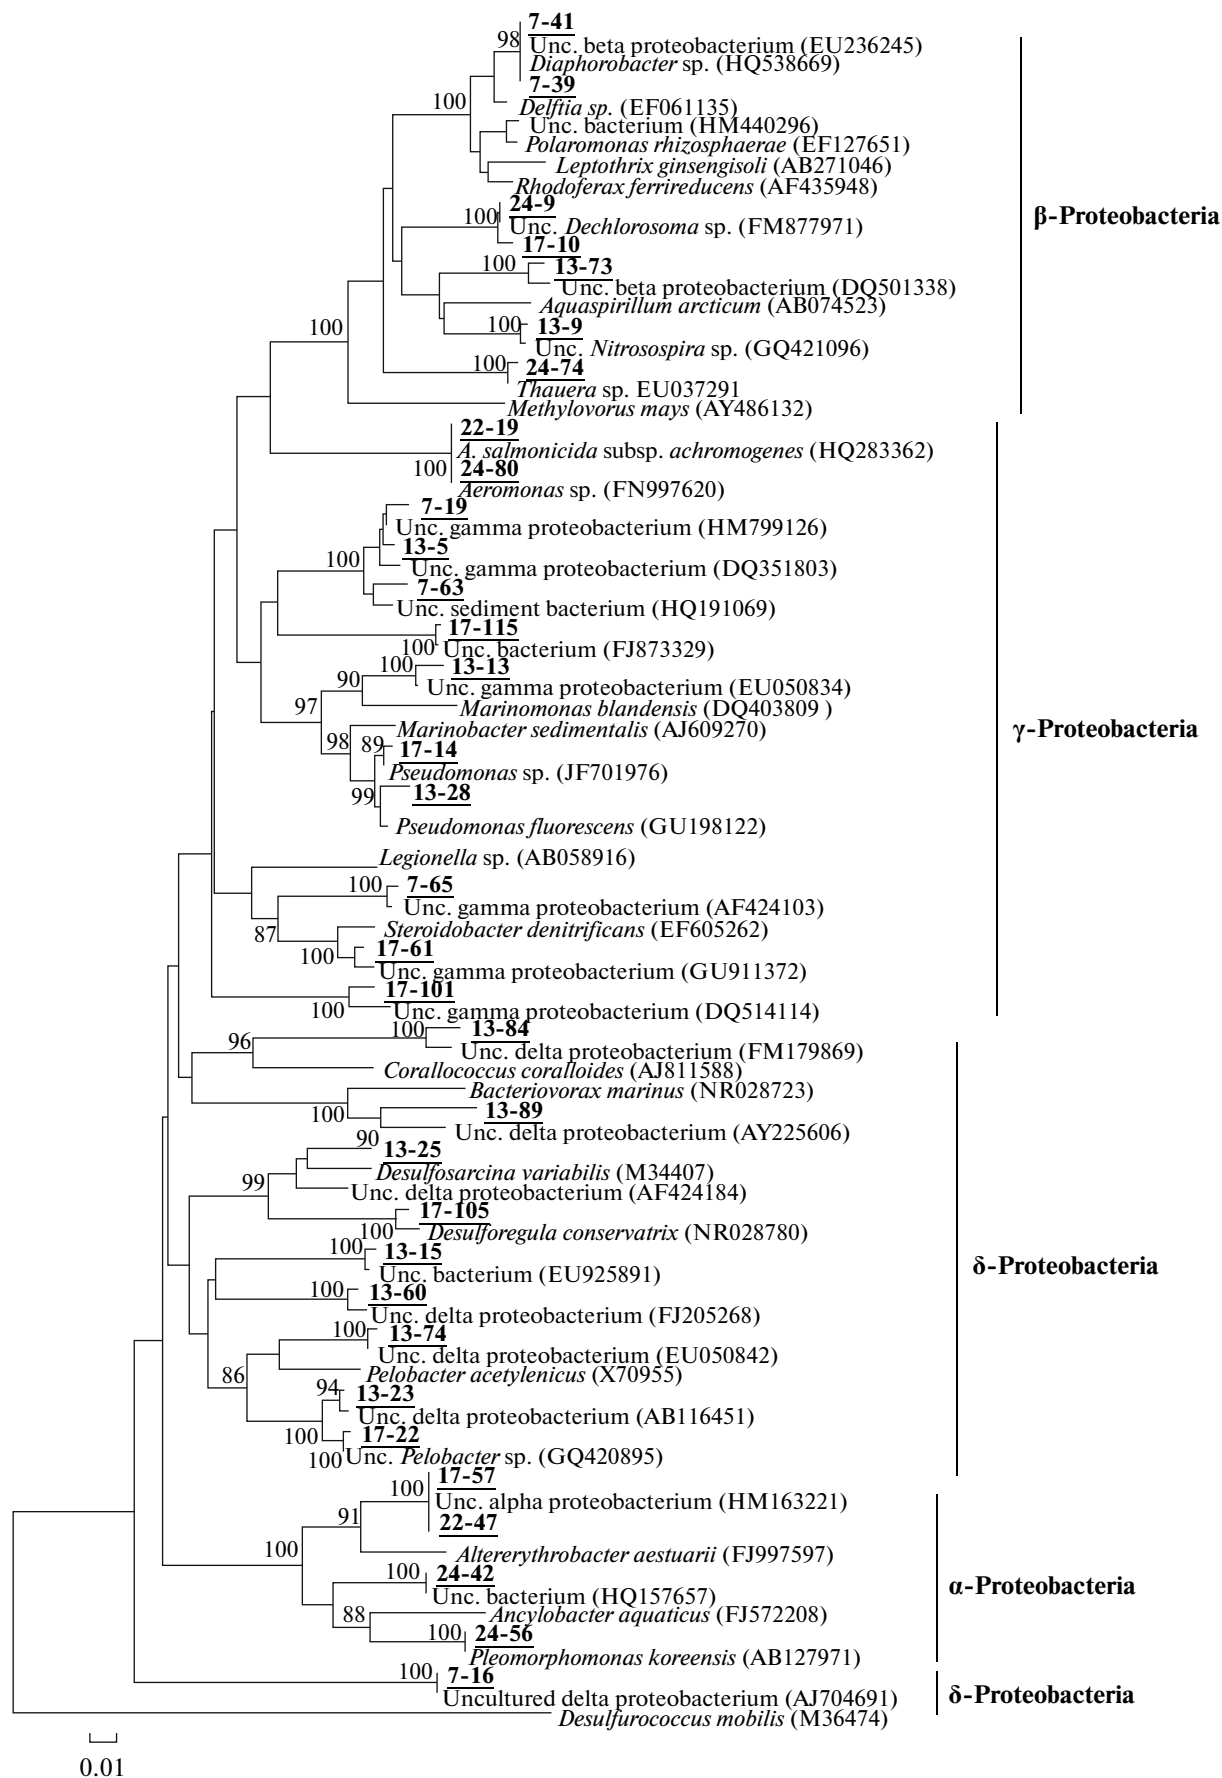 7-41
98
Unc. beta proteobacterium (EU236245)
Diaphorobacter sp. (HQ538669)
7-39
100
Delftia sp. (EF061135)
Unc. bacterium (HM440296)
Polaromonas rhizosphaerae (EF127651)
Leptothrix ginsengisoli (AB271046)
Rhodoferax ferrireducens (AF435948)
24-9
100
Unc. Dechlorosoma sp. (FM877971)
β-Proteobacteria
17-10
100
13-73
Unc. beta proteobacterium (DQ501338)
Aquaspirillum arcticum (AB074523)
100
100
13-9
Unc. Nitrosospira sp. (GQ421096)
100
24-74
Thauera sp. EU037291
Methylovorus mays (AY486132)
22-19
A. salmonicida subsp. achromogenes (HQ283362)
100
24-80
Aeromonas sp. (FN997620)
7-19
Unc. gamma proteobacterium (HM799126)
13-5
100
Unc. gamma proteobacterium (DQ351803)
7-63
Unc. sediment bacterium (HQ191069)
17-115
100
Unc. bacterium (FJ873329)
100
13-13
90
Unc. gamma proteobacterium (EU050834)
97
Marinomonas blandensis (DQ403809 )
Marinobacter sedimentalis (AJ609270)
γ-Proteobacteria
98
89
17-14
Pseudomonas sp. (JF701976)
99
13-28
Pseudomonas fluorescens (GU198122)
Legionella sp. (AB058916)
100
7-65
Unc. gamma proteobacterium (AF424103)
87
Steroidobacter denitrificans (EF605262)
100
17-61
Unc. gamma proteobacterium (GU911372)
17-101
100
Unc. gamma proteobacterium (DQ514114)
100
13-84
96
Unc. delta proteobacterium (FM179869)
Corallococcus coralloides (AJ811588)
Bacteriovorax marinus (NR028723)
100
13-89
Unc. delta proteobacterium (AY225606)
90
13-25
Desulfosarcina variabilis (M34407)
99
Unc. delta proteobacterium (AF424184)
17-105
100
Desulforegula conservatrix (NR028780)
100
13-15
Unc. bacterium (EU925891)
δ-Proteobacteria
100
13-60
Unc. delta proteobacterium (FJ205268)
100
13-74
Unc. delta proteobacterium (EU050842)
86
Pelobacter acetylenicus (X70955)
94
13-23
Unc. delta proteobacterium (AB116451)
100
17-22
100
Unc. Pelobacter sp. (GQ420895)
17-57
100
Unc. alpha proteobacterium (HM163221)
91
22-47
100
Altererythrobacter aestuarii (FJ997597)
100
24-42
α-Proteobacteria
Unc. bacterium (HQ157657)
88
Ancylobacter aquaticus (FJ572208)
100
24-56
Pleomorphomonas koreensis (AB127971)
100
7-16
Uncultured delta proteobacterium (AJ704691)
δ-Proteobacteria
Desulfurococcus mobilis (M36474)
0.01